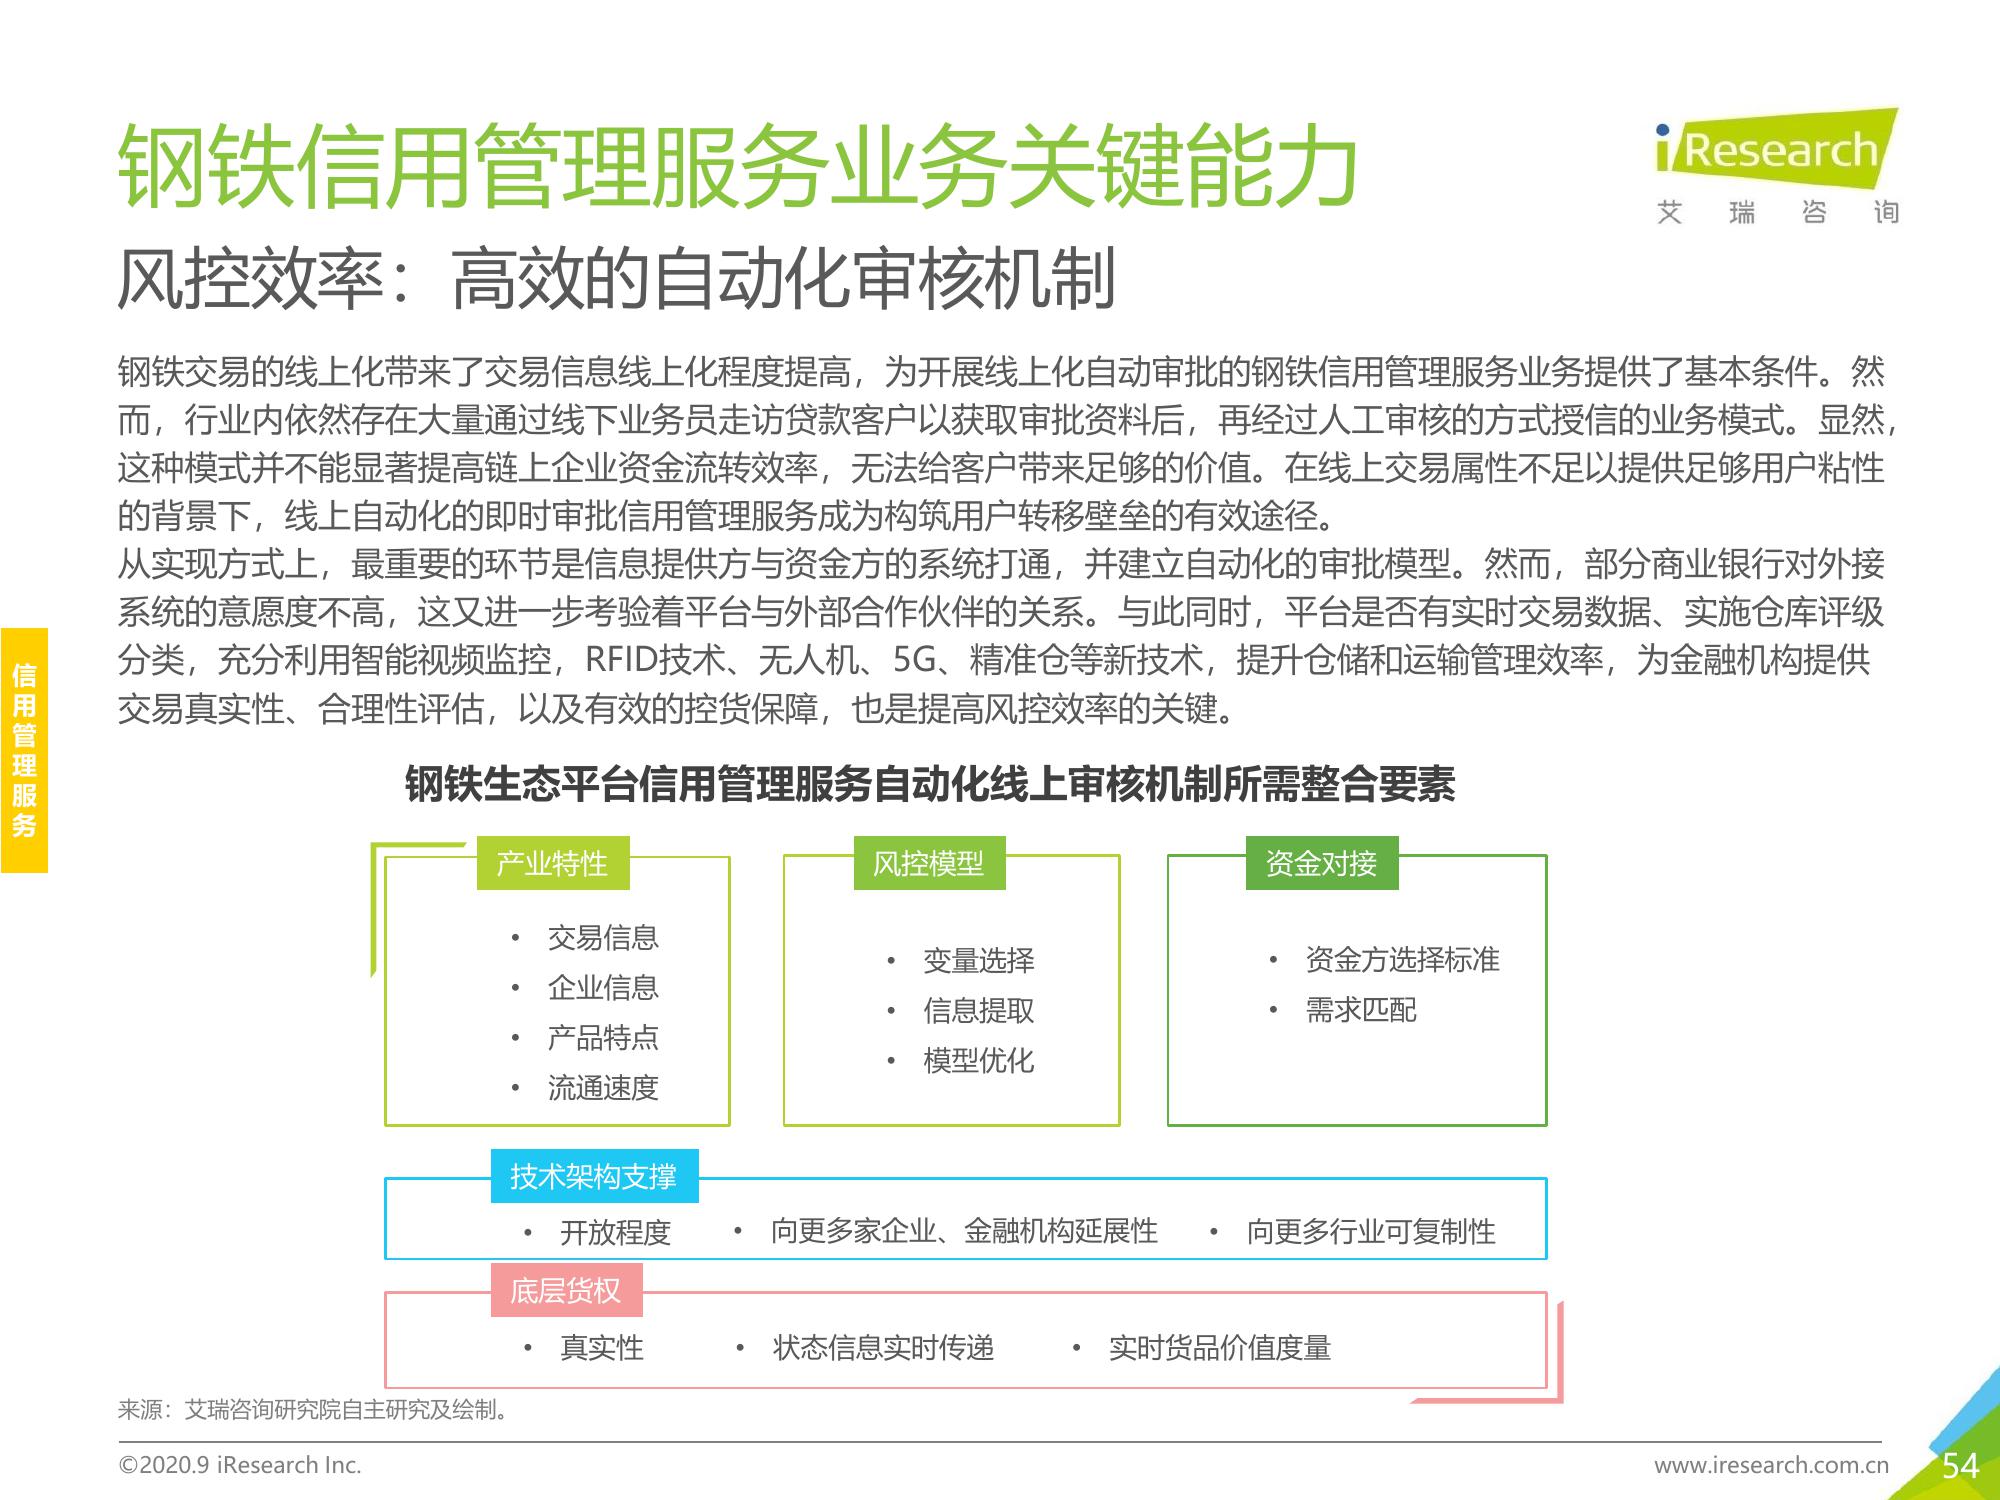 钢铁信用管理服务业务关键能力
iResearch
艾瑞咨询
风控效率：高效的自动化审核机制
钢铁交易的线上化带来了交易信息线上化程度提高，为开展线上化自动审批的钢铁信用管理服务业务提供了基本条件。然
而，行业内依然存在大量通过线下业务员走访贷款客户以获取审批资料后，再经过人工审核的方式授信的业务模式。显然，
这种模式并不能显著提高链上企业资金流转效率，无法给客户带来足够的价值。在线上交易属性不足以提供足够用户粘性
的背景下，线上自动化的即时审批信用管理服务成为构筑用户转移壁垒的有效途径。
从实现方式上，最重要的环节是信息提供方与资金方的系统打通，并建立自动化的审批模型。然而，部分商业银行对外接
系统的意愿度不高，这又进一步考验着平台与外部合作伙伴的关系。与此同时，平台是否有实时交易数据、实施仓库评级
分类，充分利用智能视频监控，RFID技术、无人机、5G、精准仓等新技术，提升仓储和运输管理效率，为金融机构提供
交易真实性、合理性评估，以及有效的控货保障，也是提高风控效率的关键。
信用管理服务
钢铁生态平台信用管理服务自动化线上审核机制所需整合要素
产业特性
• 交易信息
• 企业信息
• 产品特点
• 流通速度
风控模型
• 变量选择
• 信息提取
• 模型优化
资金对接
• 资金方选择标准
• 需求匹配
技术架构支撑
• 开放程度 • 向更多家企业、金融机构延展性 • 向更多行业可复制性
底层货权
• 真实性 • 状态信息实时传递 • 实时货品价值度量
来源：艾瑞咨询研究院自主研究及绘制。
©2020.9 iResearch Inc.
www.iresearch.com.cn
54